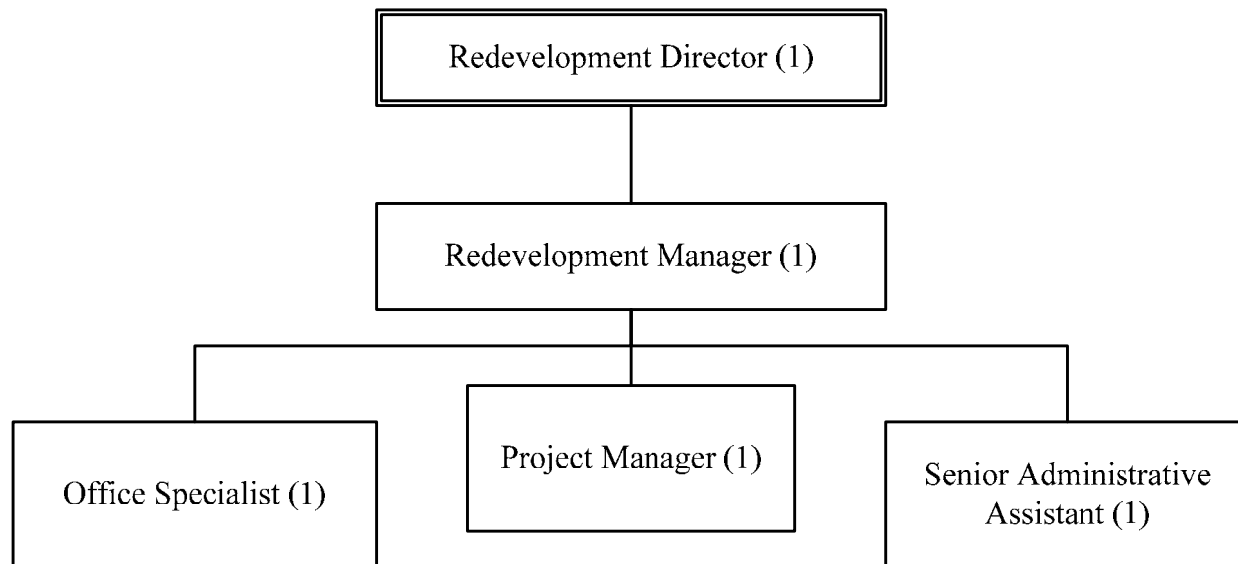 Redevelopment Director (1)
Redevelopment Manager (1)
Office Specialist (1)
Project Manager (1)
Senior Administrative
Assistant (1)